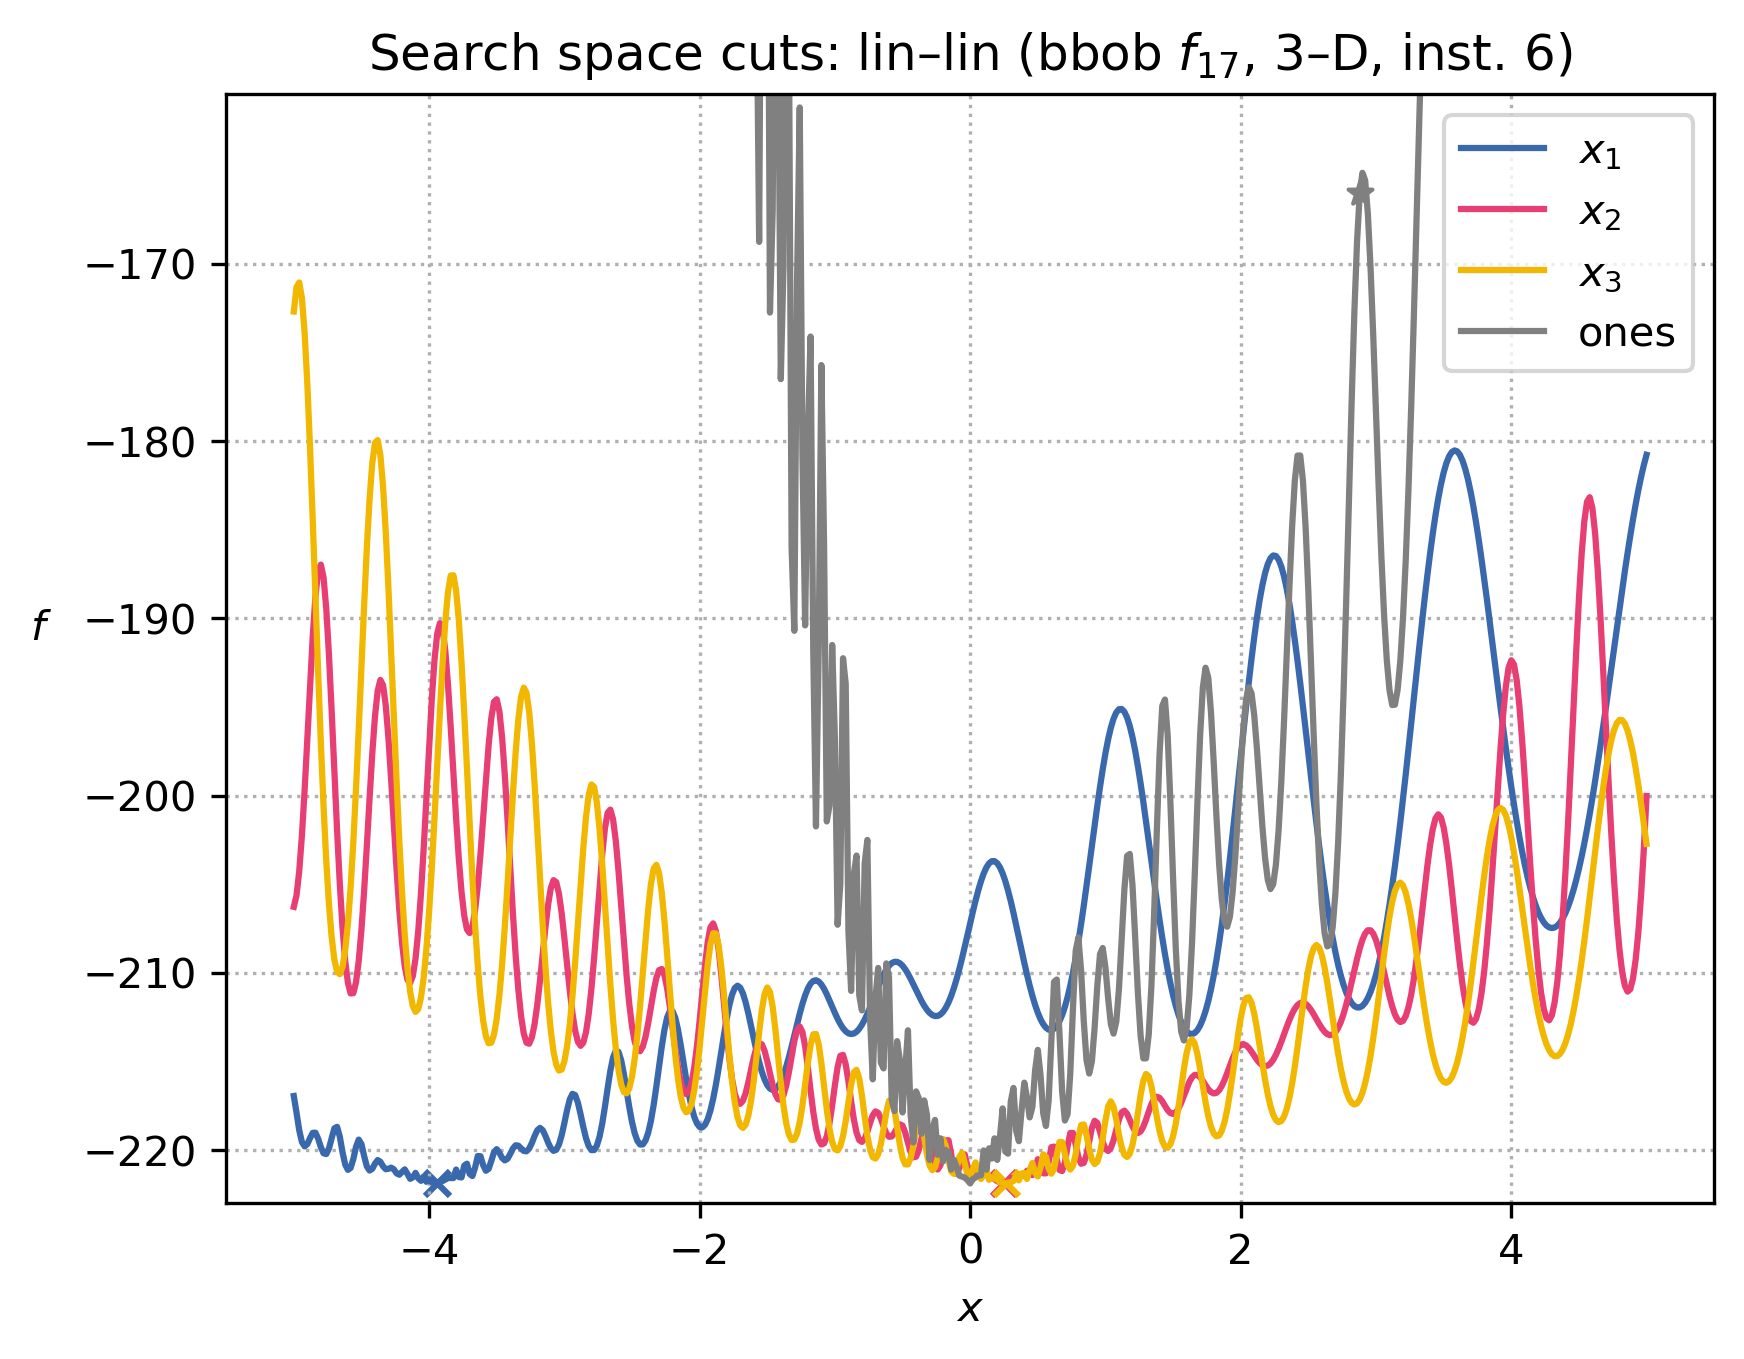 Search space cuts: lin–lin (bbob f₁₇, 3–D, inst. 6)
x₁
x₂
x₃
ones
−170
−180
−190
−200
−210
−220
f
−4
−2
0
2
4
x